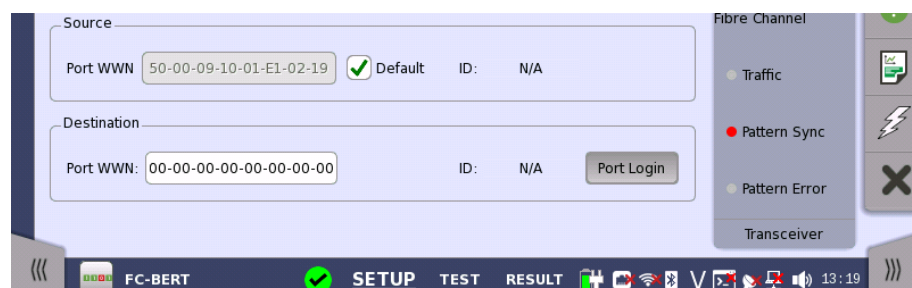 Source
Port WWN 50-00-09-10-01-E1-02-19 Default ID: N/A
Destination
Port WWN: 00-00-00-00-00-00-00-00 ID: N/A Port Login
Fibre Channel
Traffic
Pattern Sync
Pattern Error
Transceiver
FC-BERT SETUP TEST RESULT 13:19